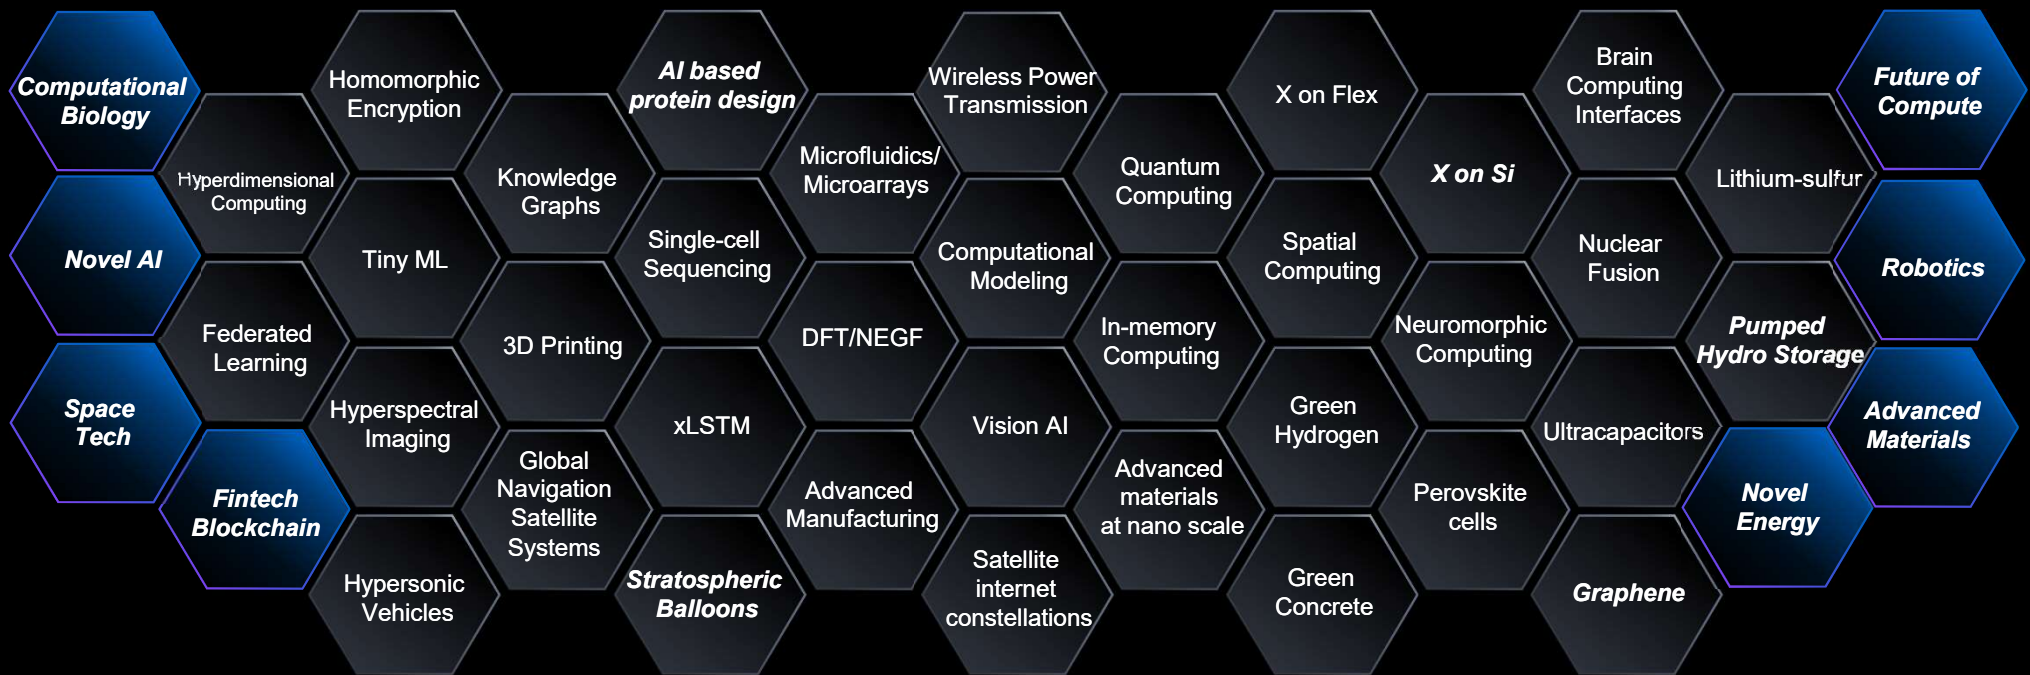 Computational
Biology
Novel AI
Space
Tech
Hyperdimensional
Computing
Federated
Learning
Fintech
Blockchain
Homomorphic
Encryption
Tiny ML
Hyperspectral
Imaging
Hypersonic
Vehicles
Knowledge
Graphs
3D Printing
Global
Navigation
Satellite
Systems
AI based
protein design
Single-cell
Sequencing
xLSTM
Stratospheric
Balloons
Microfluidics/
Microarrays
DFT/NEGF
Advanced
Manufacturing
Wireless Power
Transmission
Computational
Modeling
Vision AI
Satellite
internet
constellations
Quantum
Computing
In-memory
Computing
Advanced
materials
at nano scale
X on Flex
Spatial
Computing
Green
Hydrogen
Green
Concrete
X on Si
Neuromorphic
Computing
Perovskite
cells
Brain
Computing
Interfaces
Nuclear
Fusion
Ultracapacitors
Graphene
Lithium-sulfur
Pumped
Hydro Storage
Novel
Energy
Future of
Compute
Robotics
Advanced
Materials